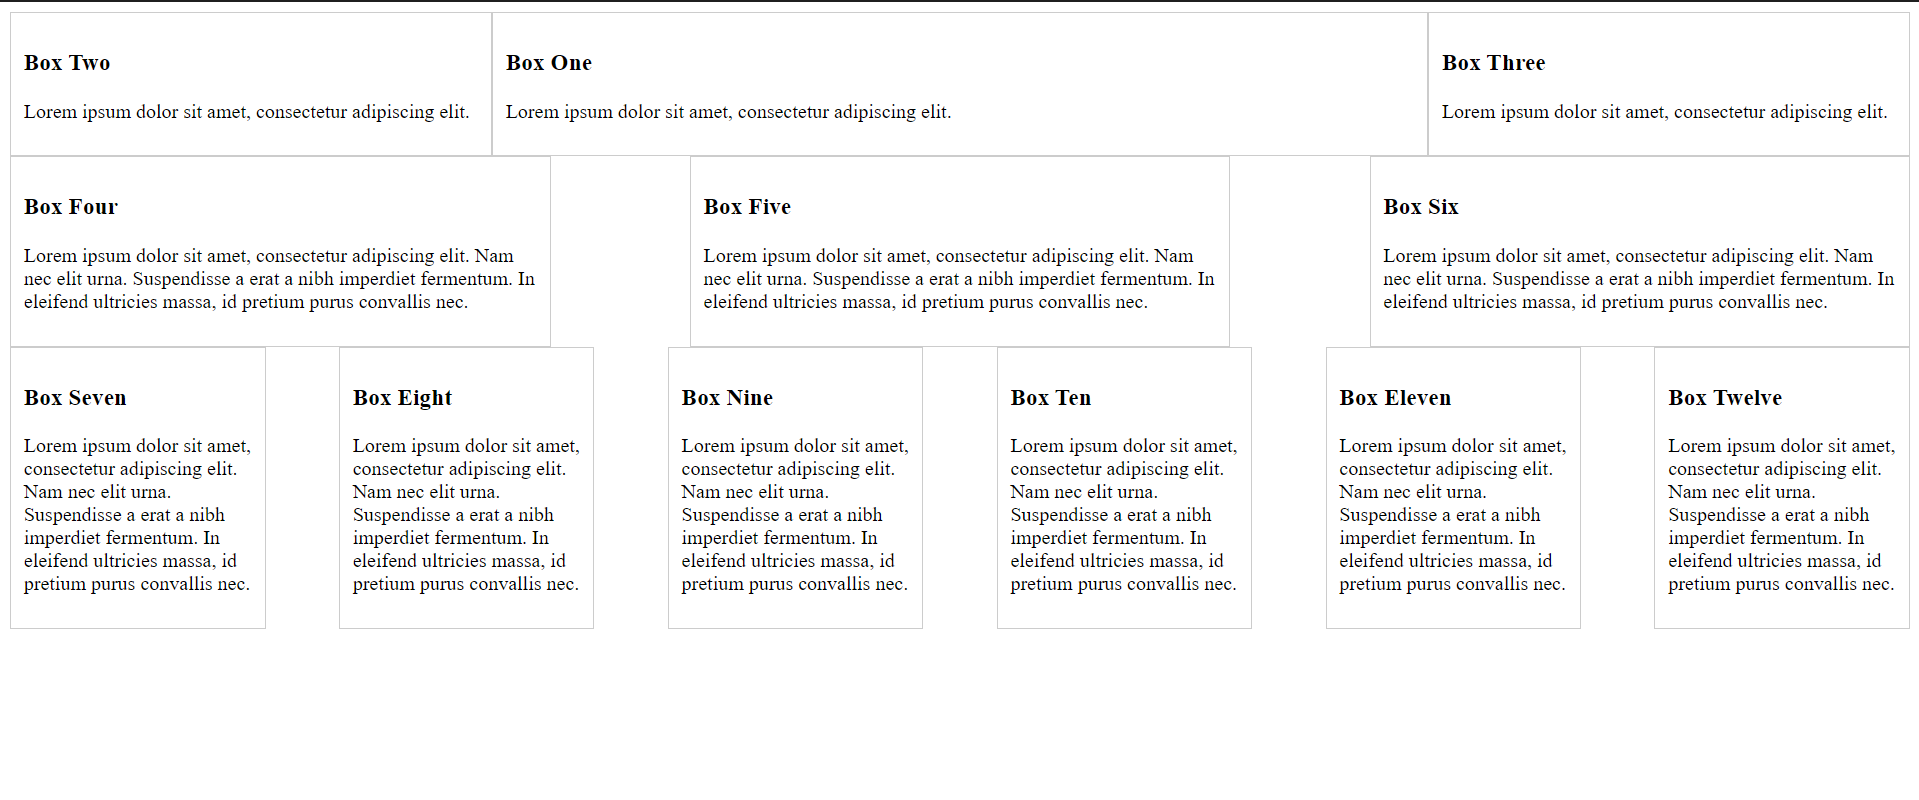 Box Two
Lorem ipsum dolor sit amet, consectetur adipiscing elit.
Box One
Lorem ipsum dolor sit amet, consectetur adipiscing elit.
Box Three
Lorem ipsum dolor sit amet, consectetur adipiscing elit.
Box Four
Lorem ipsum dolor sit amet, consectetur adipiscing elit. Nam
nec elit urna. Suspendisse a erat a nibh imperdiet fermentum. In
eleifend ultricies massa, id pretium purus convallis nec.
Box Five
Lorem ipsum dolor sit amet, consectetur adipiscing elit. Nam
nec elit urna. Suspendisse a erat a nibh imperdiet fermentum. In
eleifend ultricies massa, id pretium purus convallis nec.
Box Six
Lorem ipsum dolor sit amet, consectetur adipiscing elit. Nam
nec elit urna. Suspendisse a erat a nibh imperdiet fermentum. In
eleifend ultricies massa, id pretium purus convallis nec.
Box Seven
Lorem ipsum dolor sit amet,
consectetur adipiscing elit.
Nam nec elit urna.
Suspendisse a erat a nibh
imperdiet fermentum. In
eleifend ultricies massa, id
pretium purus convallis nec.
Box Eight
Lorem ipsum dolor sit amet,
consectetur adipiscing elit.
Nam nec elit urna.
Suspendisse a erat a nibh
imperdiet fermentum. In
eleifend ultricies massa, id
pretium purus convallis nec.
Box Nine
Lorem ipsum dolor sit amet,
consectetur adipiscing elit.
Nam nec elit urna.
Suspendisse a erat a nibh
imperdiet fermentum. In
eleifend ultricies massa, id
pretium purus convallis nec.
Box Ten
Lorem ipsum dolor sit amet,
consectetur adipiscing elit.
Nam nec elit urna.
Suspendisse a erat a nibh
imperdiet fermentum. In
eleifend ultricies massa, id
pretium purus convallis nec.
Box Eleven
Lorem ipsum dolor sit amet,
consectetur adipiscing elit.
Nam nec elit urna.
Suspendisse a erat a nibh
imperdiet fermentum. In
eleifend ultricies massa, id
pretium purus convallis nec.
Box Twelve
Lorem ipsum dolor sit amet,
consectetur adipiscing elit.
Nam nec elit urna.
Suspendisse a erat a nibh
imperdiet fermentum. In
eleifend ultricies massa, id
pretium purus convallis nec.